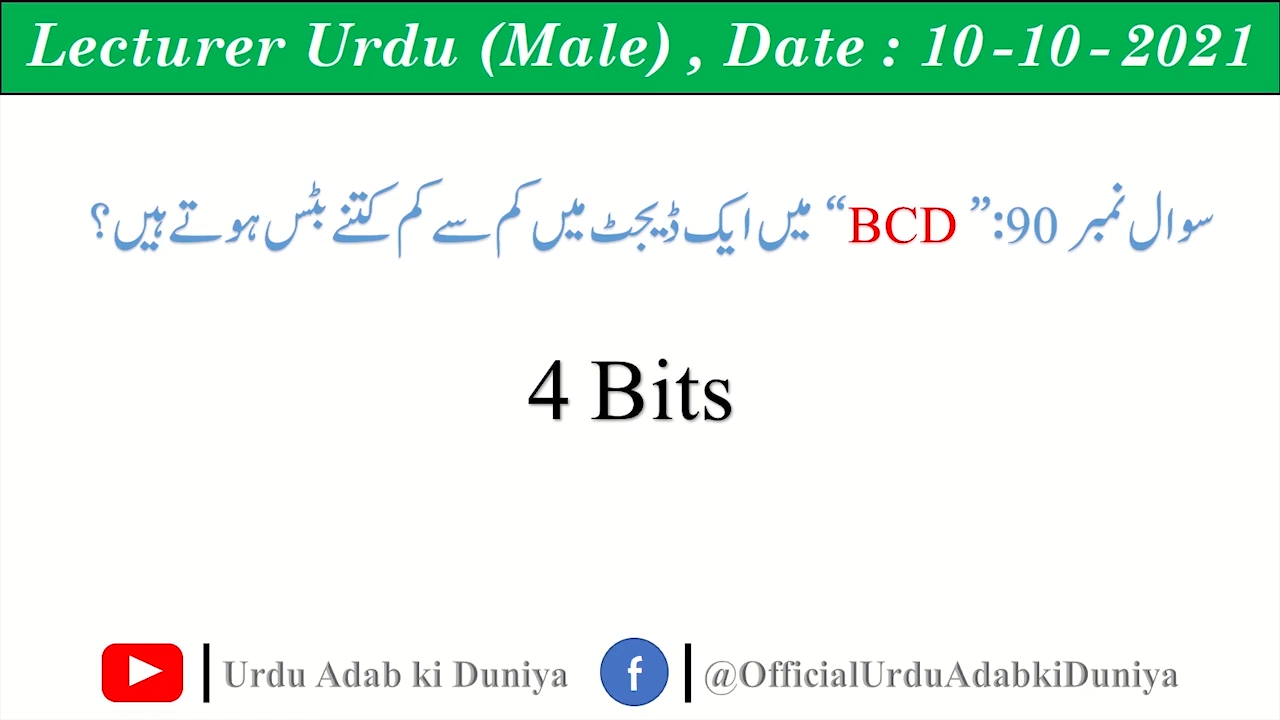 Lecturer Urdu (Male) , Date : 10-10-2021
سوال نمبر 90:” BCD “ میں ایک ڈیجٹ میں کم سے کم کتنے بٹس ہوتے ہیں؟
4 Bits
Urdu Adab ki Duniya
@OfficialUrduAdabkiDuniya